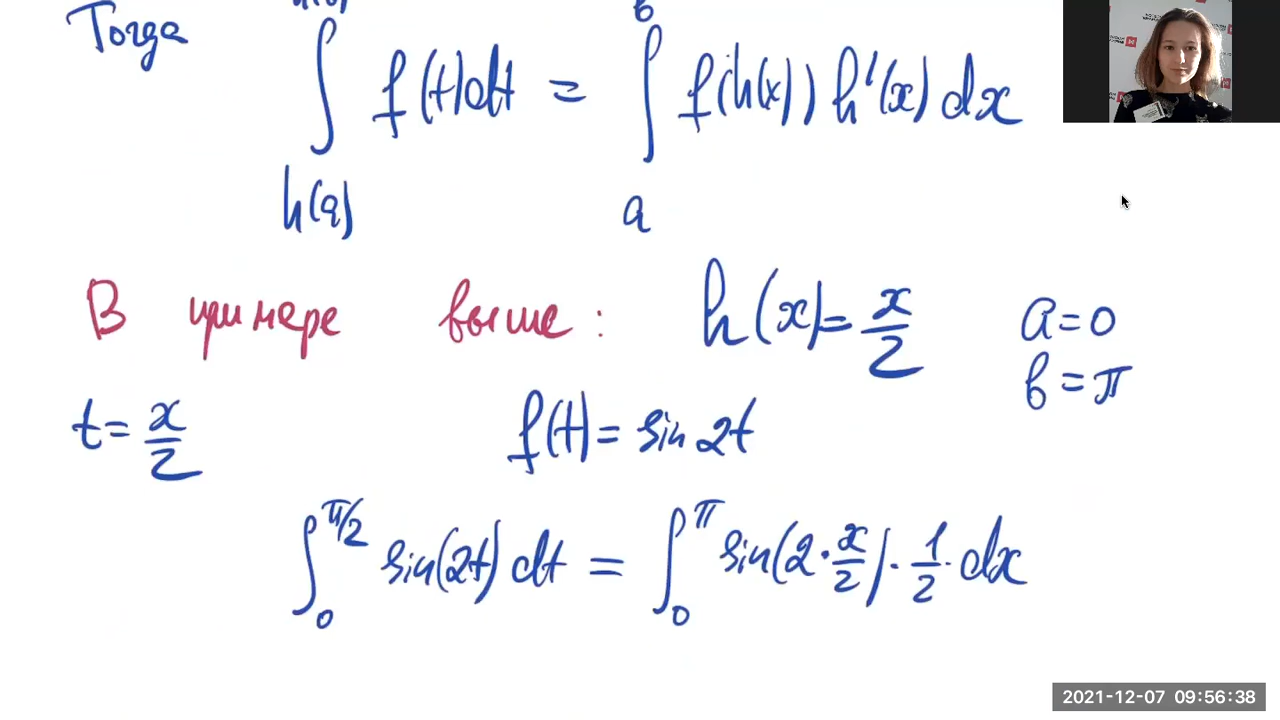 Тогда ∫_{h(a)} f(t)dt = ∫_{a}^{b} f(h(x)) h'(x) dx
В примере выше: h(x) = x/2 a=0
b=π
t = x/2 f(t) = sin 2t
∫_0^{π/2} sin(2t) dt = ∫_0^π sin(2·x/2)·1/2·dx
2021-12-07 09:56:38